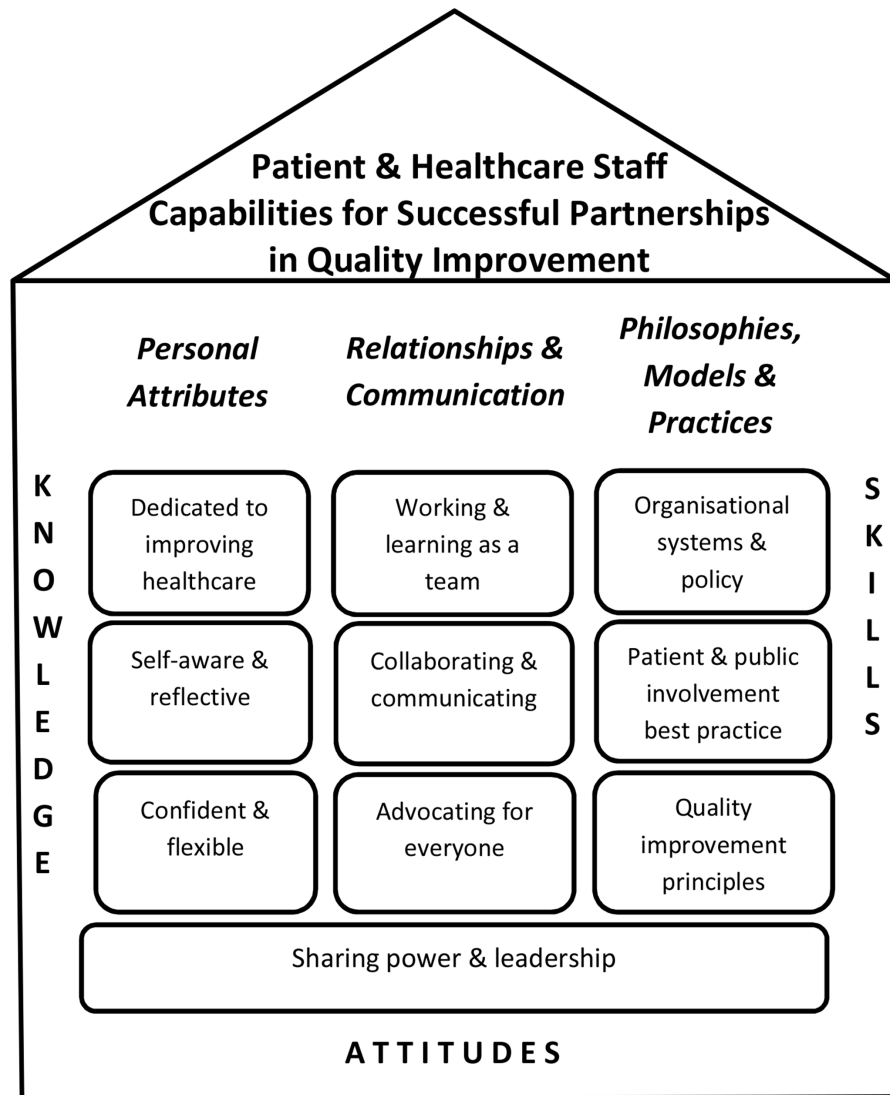 Patient & Healthcare Staff
Capabilities for Successful Partnerships
in Quality Improvement
Personal
Attributes
Relationships &
Communication
Philosophies,
Models &
Practices
KNOWLEDGE
Dedicated to
improving
healthcare
Working &
learning as a
team
Organisational
systems &
policy
SKILLS
Self-aware &
reflective
Collaborating &
communicating
Patient & public
involvement
best practice
Confident &
flexible
Advocating for
everyone
Quality
improvement
principles
Sharing power & leadership
ATTITUDES